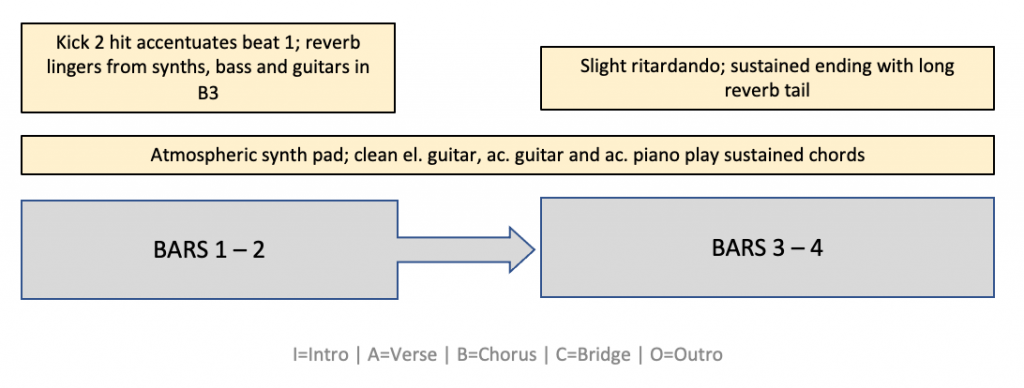 Kick 2 hit accentuates beat 1; reverb
lingers from synths, bass and guitars in
B3
Slight ritardando; sustained ending with long
reverb tail
Atmospheric synth pad; clean el. guitar, ac. guitar and ac. piano play sustained chords
BARS 1 – 2
BARS 3 – 4
I=Intro | A=Verse | B=Chorus | C=Bridge | O=Outro